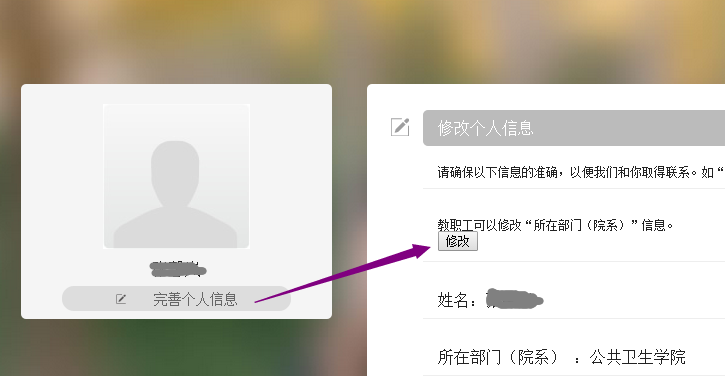 完善个人信息
修改个人信息
请确保以下信息的准确，以便我们和你取得联系。如“
教职工可以修改“所在部门（院系）”信息。
修改
姓名：
所在部门（院系） ：公共卫生学院